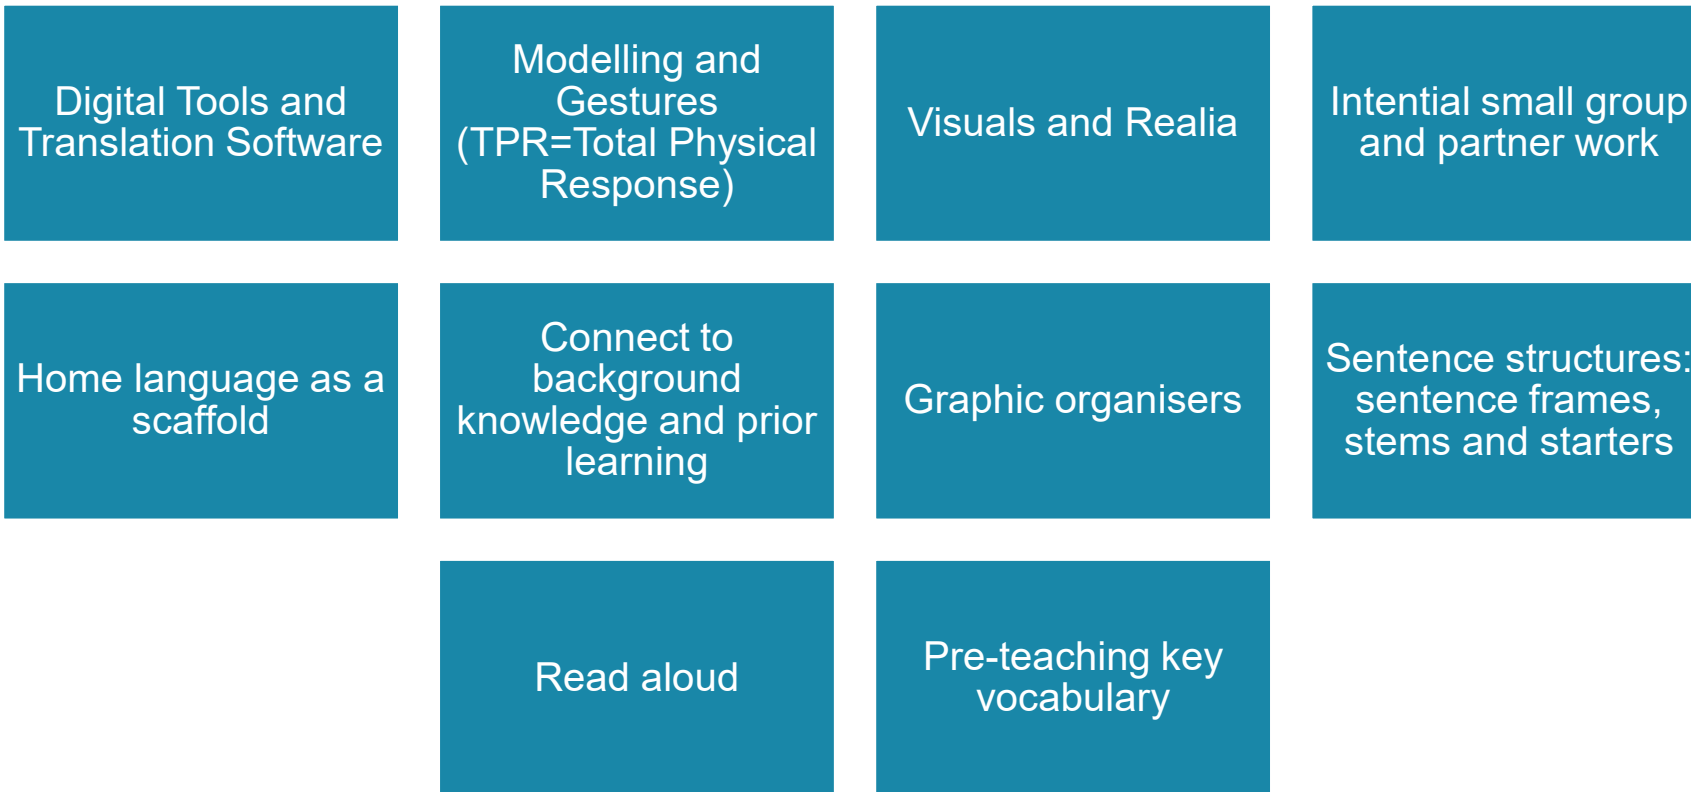 Digital Tools and
Translation Software
Modelling and
Gestures
(TPR=Total Physical
Response)
Visuals and Realia
Intential small group
and partner work
Home language as a
scaffold
Connect to
background
knowledge and prior
learning
Graphic organisers
Sentence structures:
sentence frames,
stems and starters
Read aloud
Pre-teaching key
vocabulary